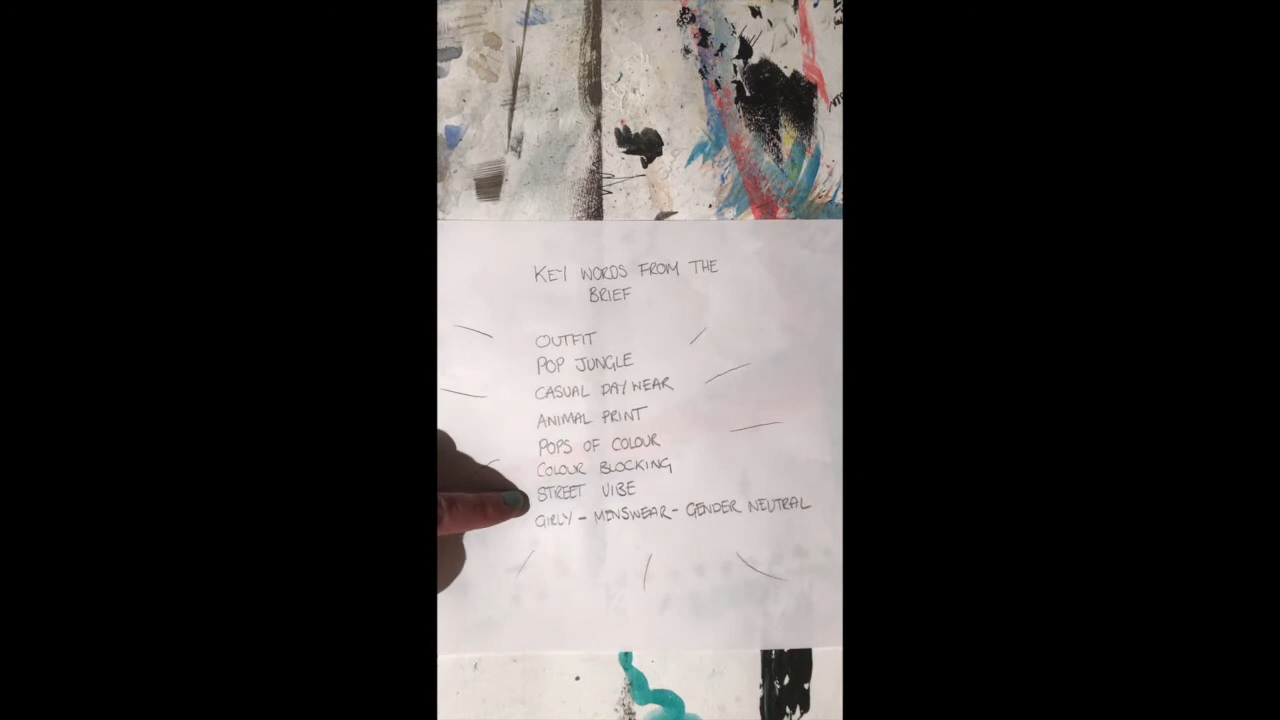 KEY WORDS FROM THE
BRIEF
OUTFIT
POP JUNGLE
CASUAL DAYWEAR
ANIMAL PRINT
POPS OF COLOUR
COLOUR BLOCKING
STREET VIBE
GIRLY - MENSWEAR - GENDER NEUTRAL